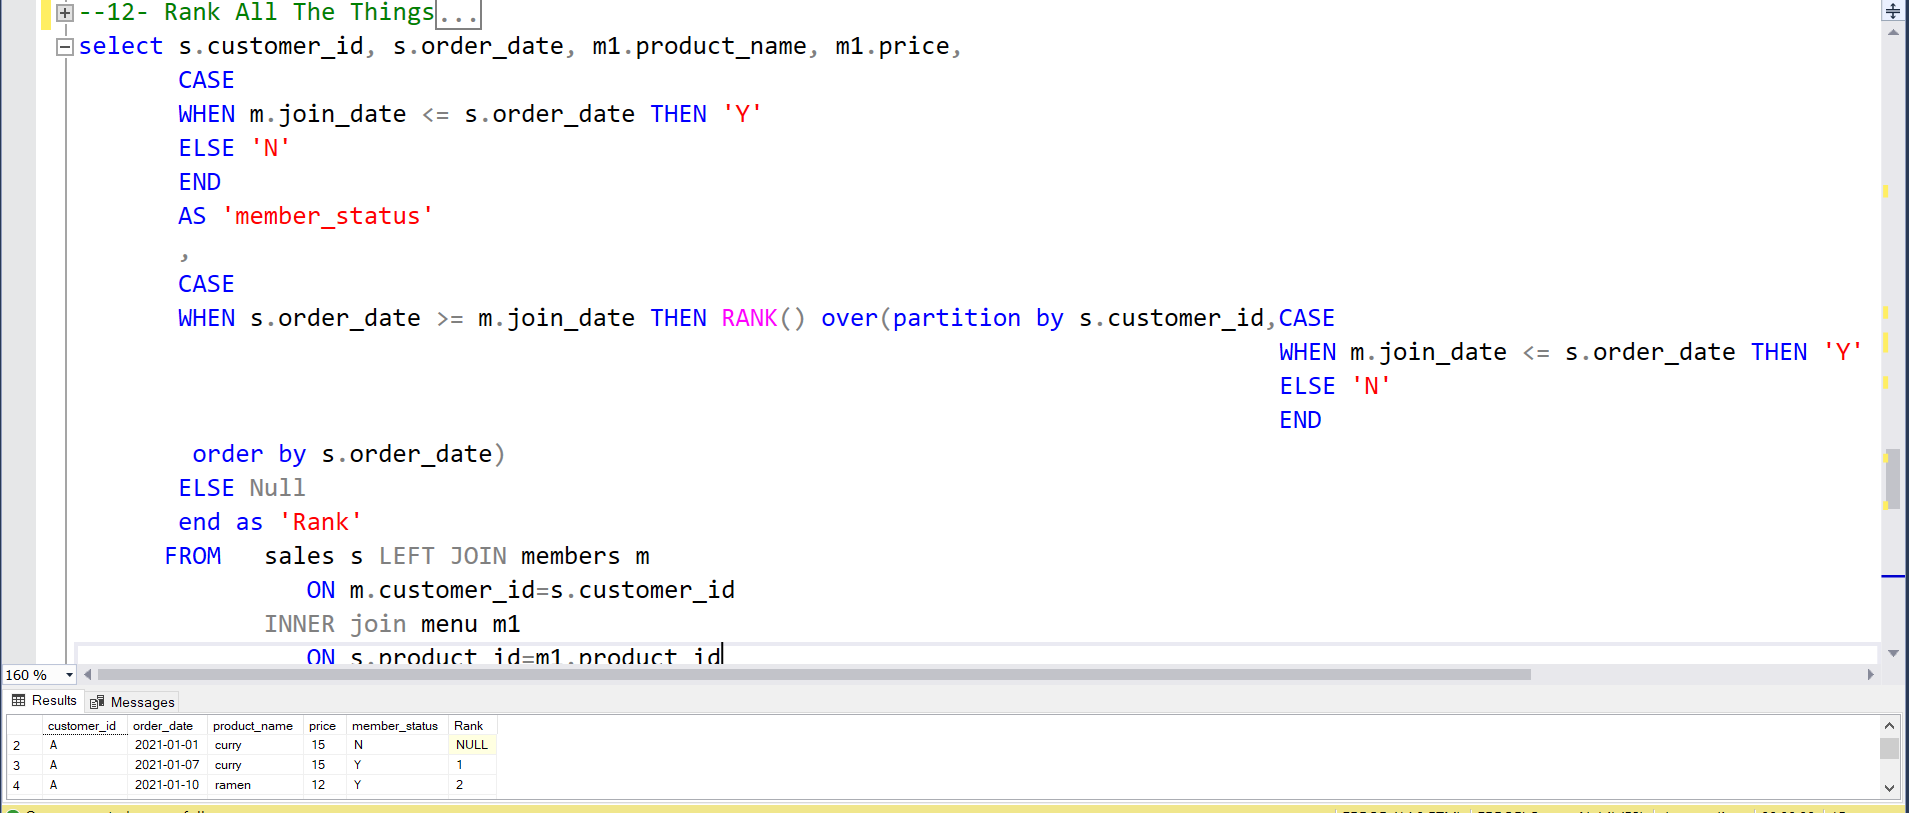 --12- Rank All The Things...
select s.customer_id, s.order_date, m1.product_name, m1.price,
CASE
WHEN m.join_date <= s.order_date THEN 'Y'
ELSE 'N'
END
AS 'member_status'
,
CASE
WHEN s.order_date >= m.join_date THEN RANK() over(partition by s.customer_id,CASE
WHEN m.join_date <= s.order_date THEN 'Y'
ELSE 'N'
END
order by s.order_date)
ELSE Null
end as 'Rank'
FROM sales s LEFT JOIN members m
ON m.customer_id=s.customer_id
INNER join menu m1
ON s.product_id=m1.product_id
160 %
Results Messages
customer_id order_date product_name price member_status Rank
2 A 2021-01-01 curry 15 N NULL
3 A 2021-01-07 curry 15 Y 1
4 A 2021-01-10 ramen 12 Y 2